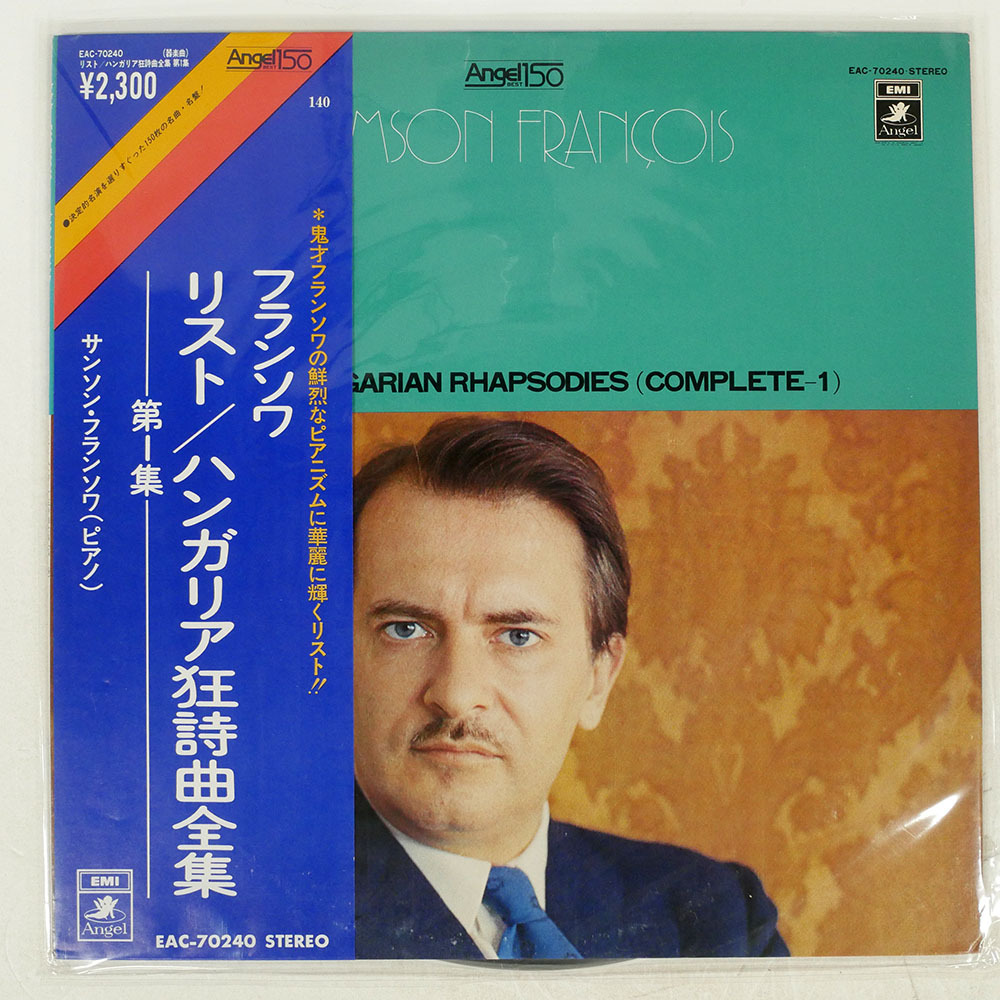 EAC-70240 (器楽曲)
リスト/ハンガリア狂詩曲全集 第1集
¥2,300
Angel150
BEST
140
●決定的名演を選りすぐった150枚の名曲・名盤!
*鬼才フランソワの鮮烈なピアニズムに華麗に輝くリスト!!
フランソワ
リスト/ハンガリア狂詩曲全集
第1集
サンソン・フランソワ(ピアノ)
EMI
Angel
EAC-70240 STEREO
Angel150
BEST
EAC-70240·STEREO
EMI
Angel
MSON FRANÇOIS
GARIAN RHAPSODIES (COMPLETE-1)